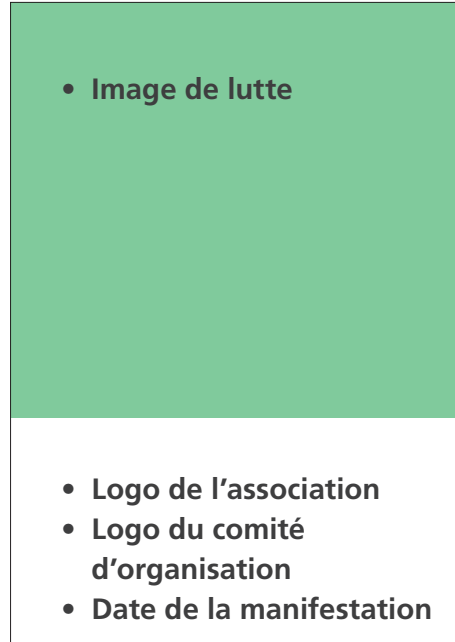 • Image de lutte
• Logo de l’association
• Logo du comité
d’organisation
• Date de la manifestation